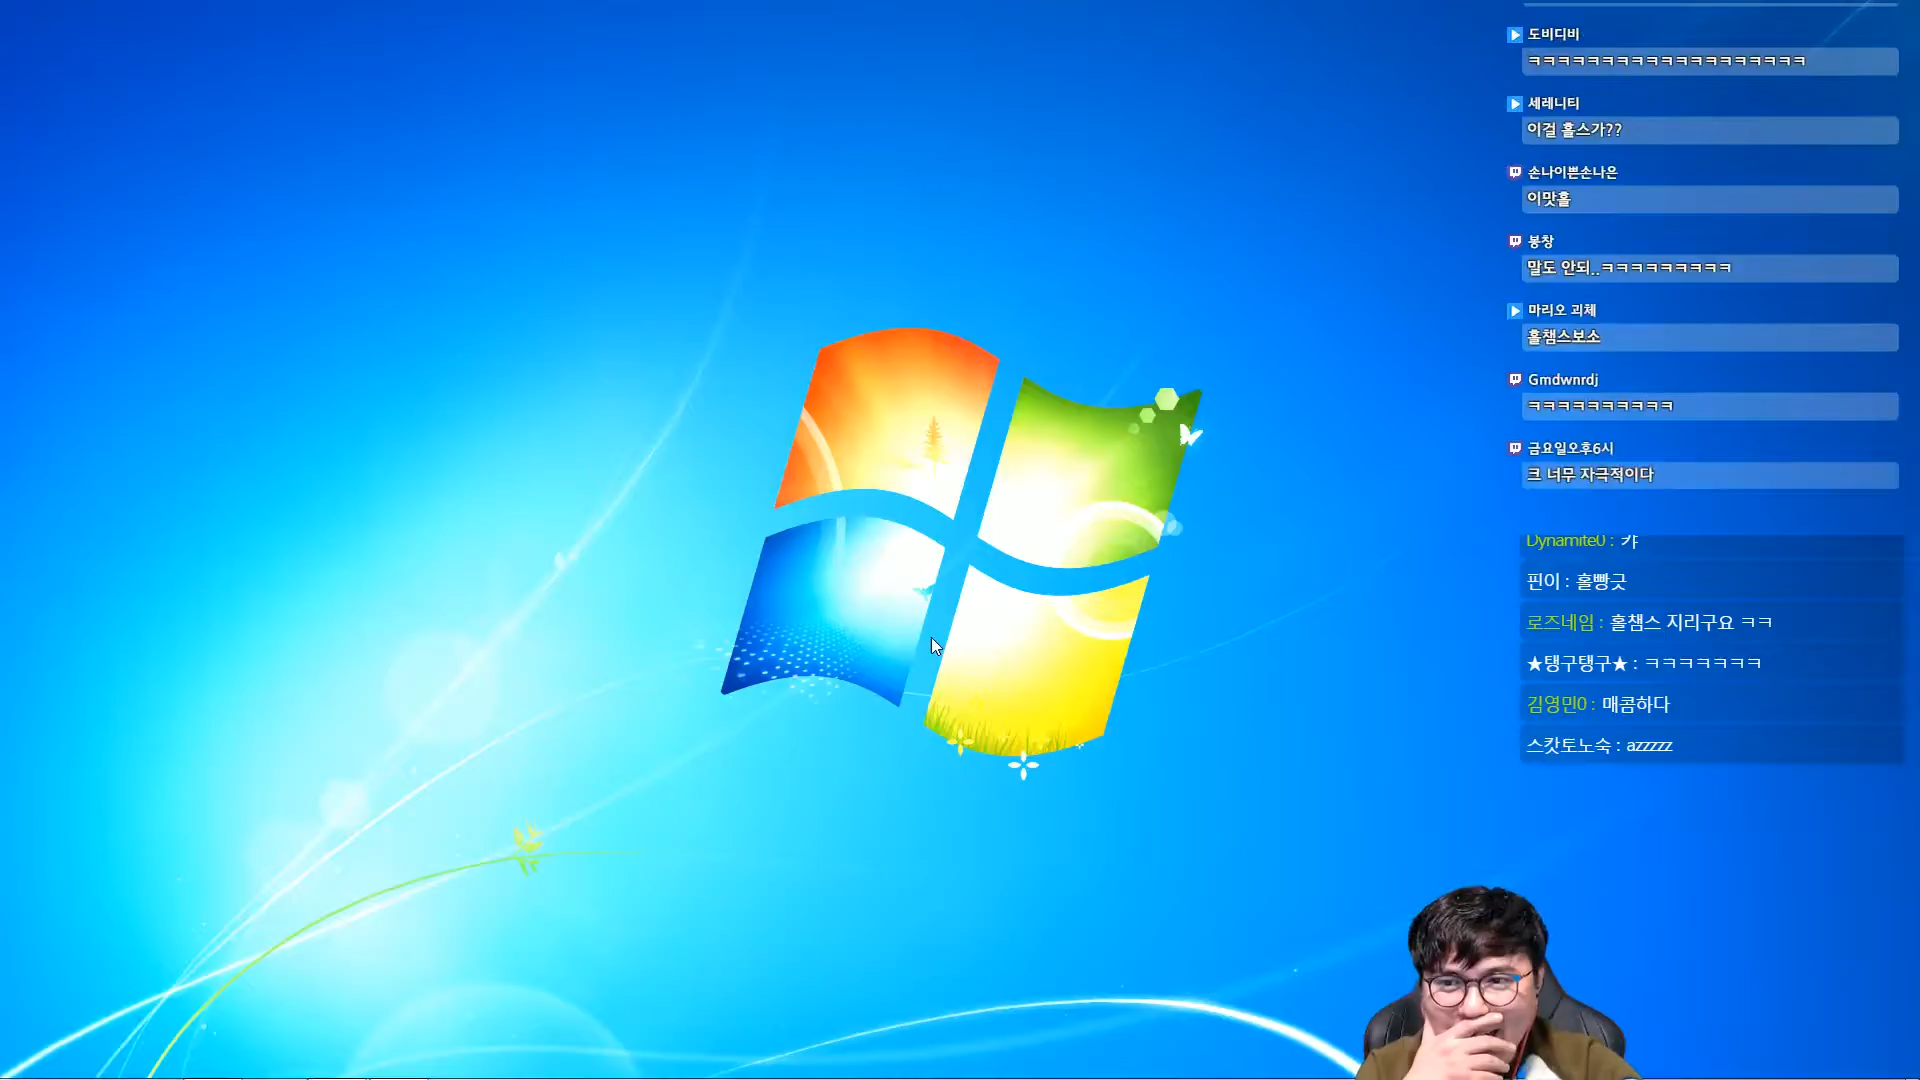 도비디비
ㅋㅋㅋㅋㅋㅋㅋㅋㅋㅋㅋㅋㅋㅋㅋㅋㅋㅋㅋ
세레니티
이걸 홀스가??
손나이쁜손나은
이맛홀
봉창
말도 안되..ㅋㅋㅋㅋㅋㅋㅋㅋㅋ
마리오 괴체
홀챔스보소
Gmdwnrdj
ㅋㅋㅋㅋㅋㅋㅋㅋㅋㅋ
금요일오후6시
크 너무 자극적이다
Dynamite0 : 캬
핀이 : 홀빵긋
로즈네임 : 홀챔스 지리구요 ㅋㅋ
★탱구탱구★ : ㅋㅋㅋㅋㅋㅋㅋ
김영민0 : 매콤하다
스캇토노숙 : azzzzz